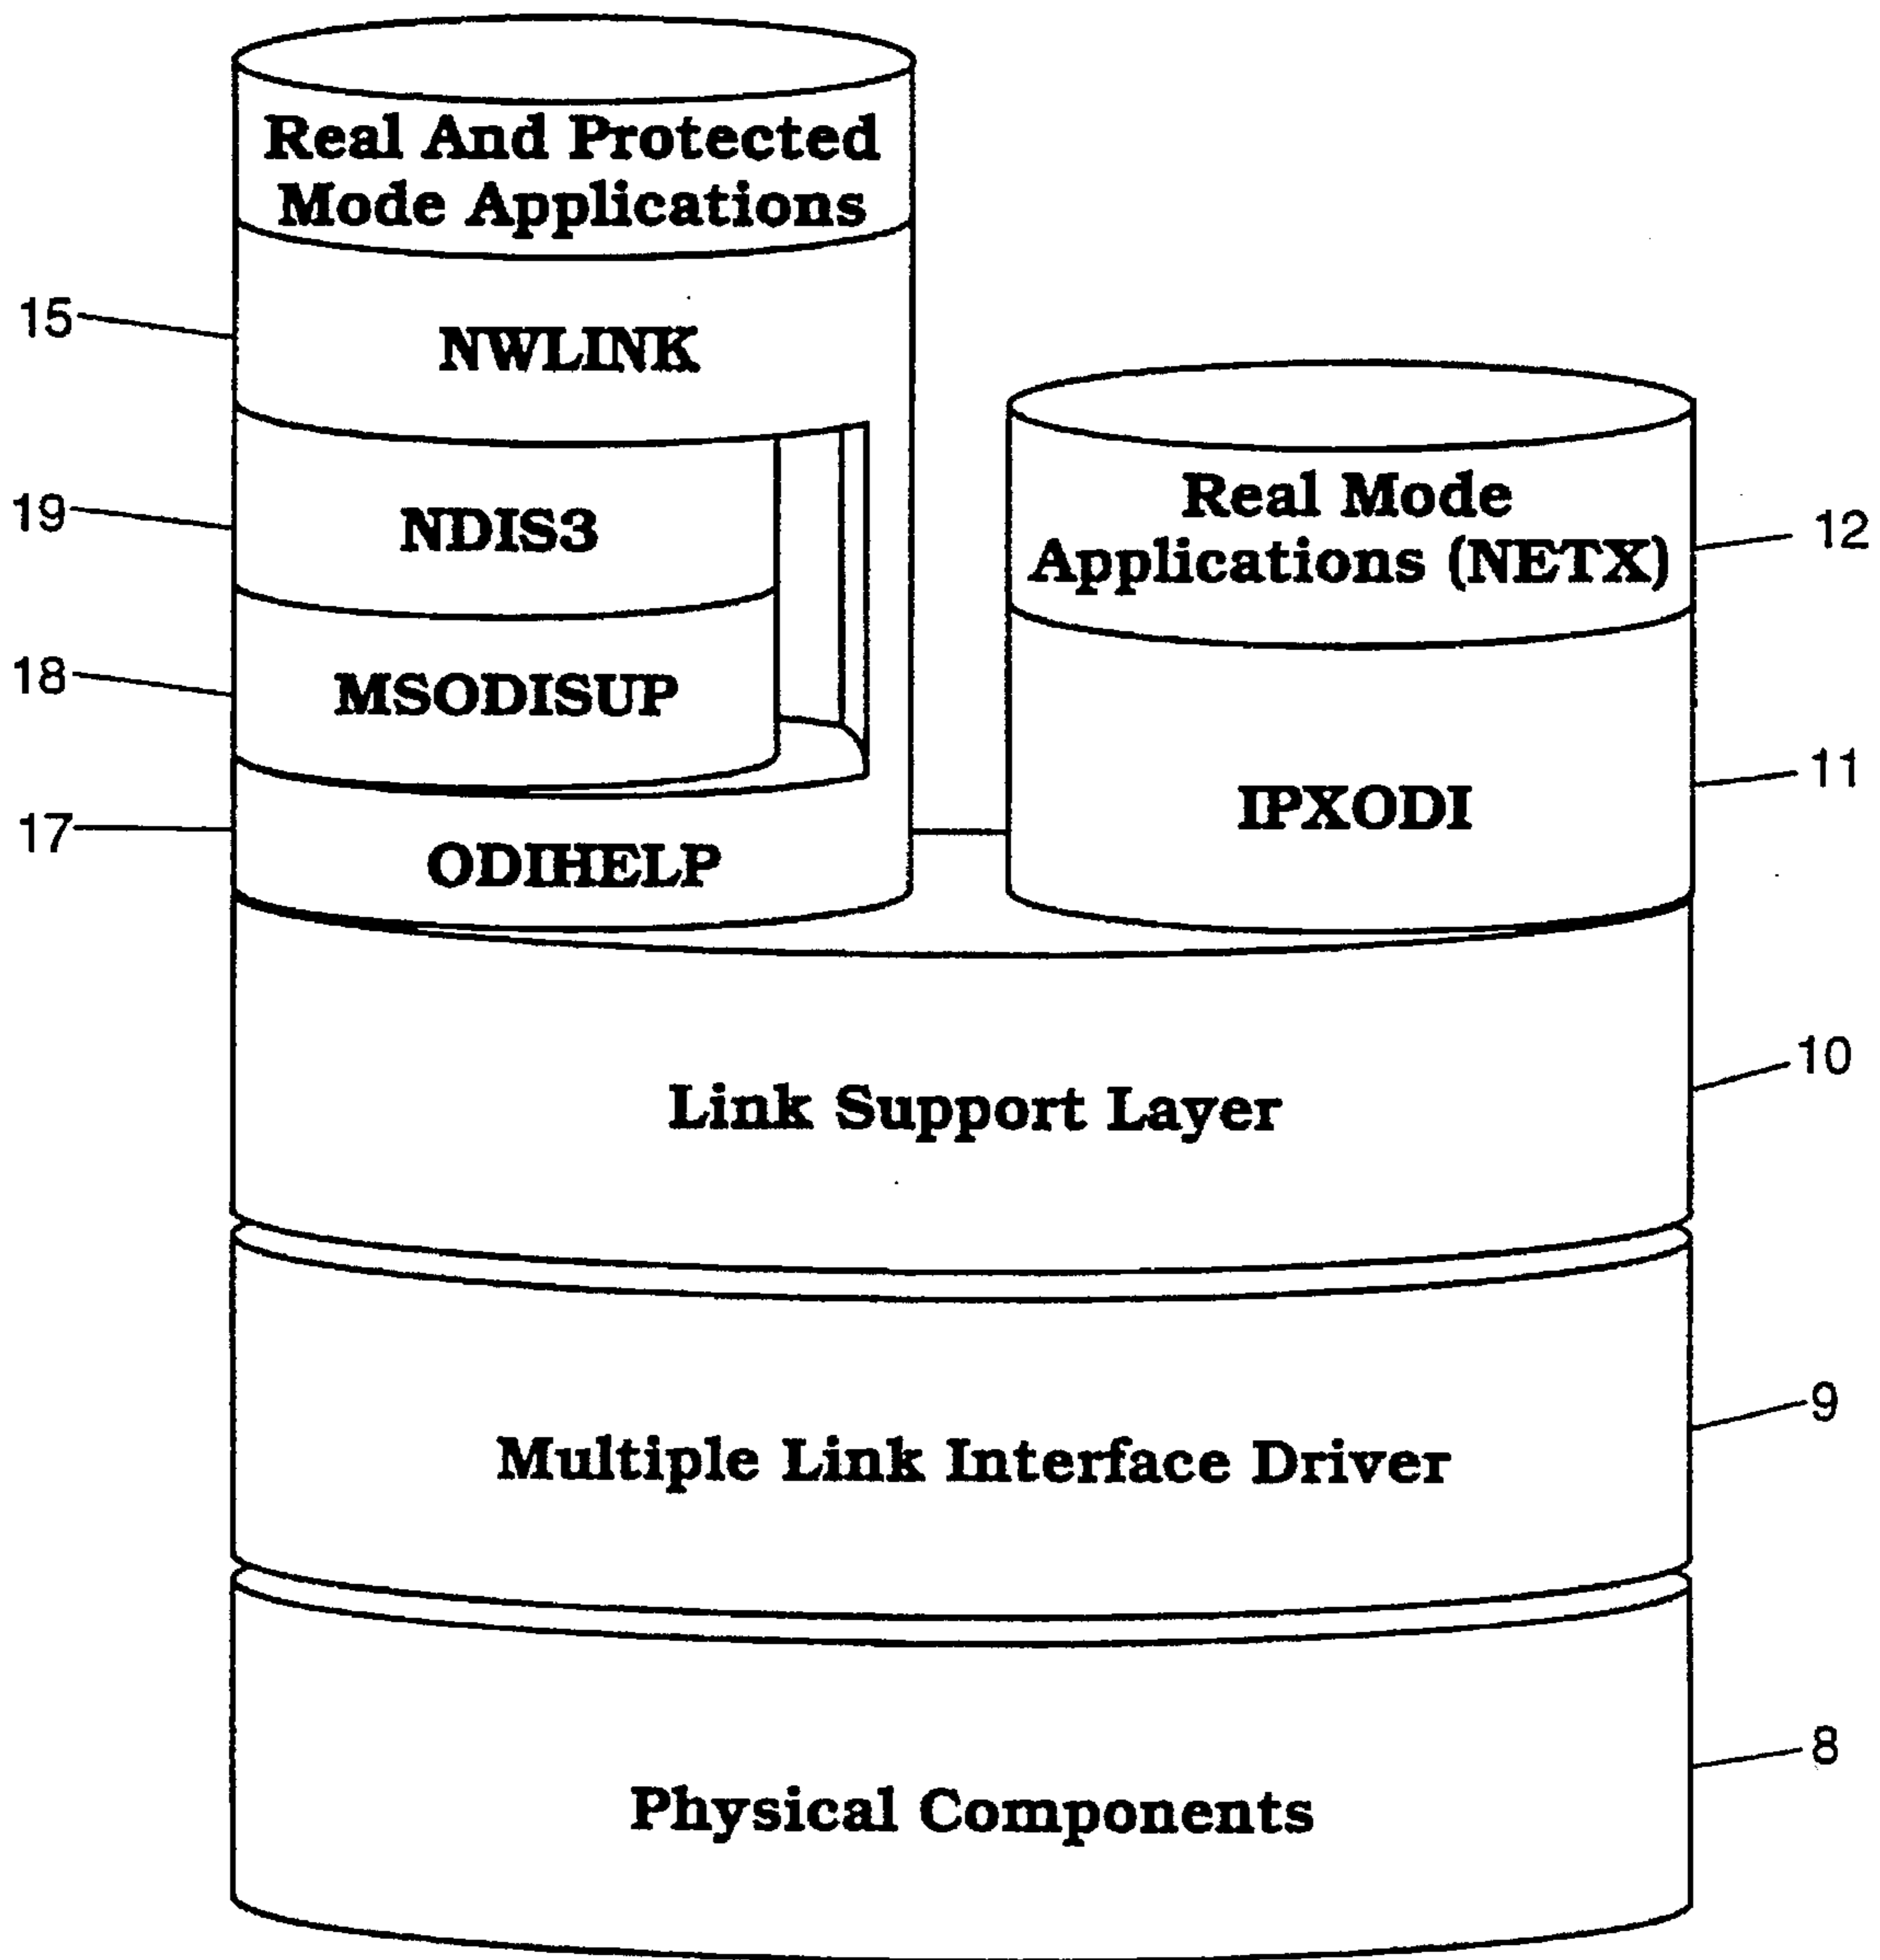 Real And Protected
Mode Applications
15
NWLINK
19
NDIS3
18
MSODISUP
17
ODIHELP
Real Mode
Applications (NETX)
12
IPXODI
11
Link Support Layer
10
Multiple Link Interface Driver
9
Physical Components
8